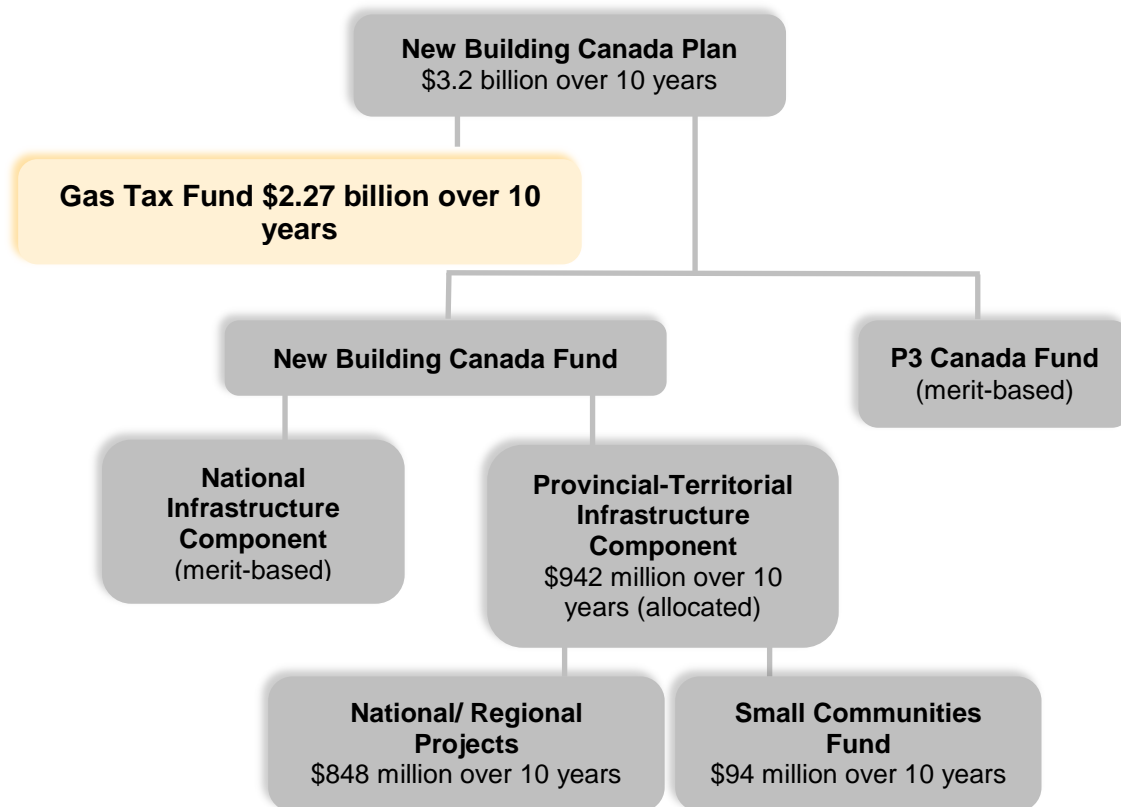 New Building Canada Plan
$3.2 billion over 10 years
Gas Tax Fund $2.27 billion over 10
years
New Building Canada Fund
P3 Canada Fund
(merit-based)
National
Infrastructure
Component
(merit-based)
Provincial-Territorial
Infrastructure
Component
$942 million over 10
years (allocated)
National/ Regional
Projects
$848 million over 10 years
Small Communities
Fund
$94 million over 10 years